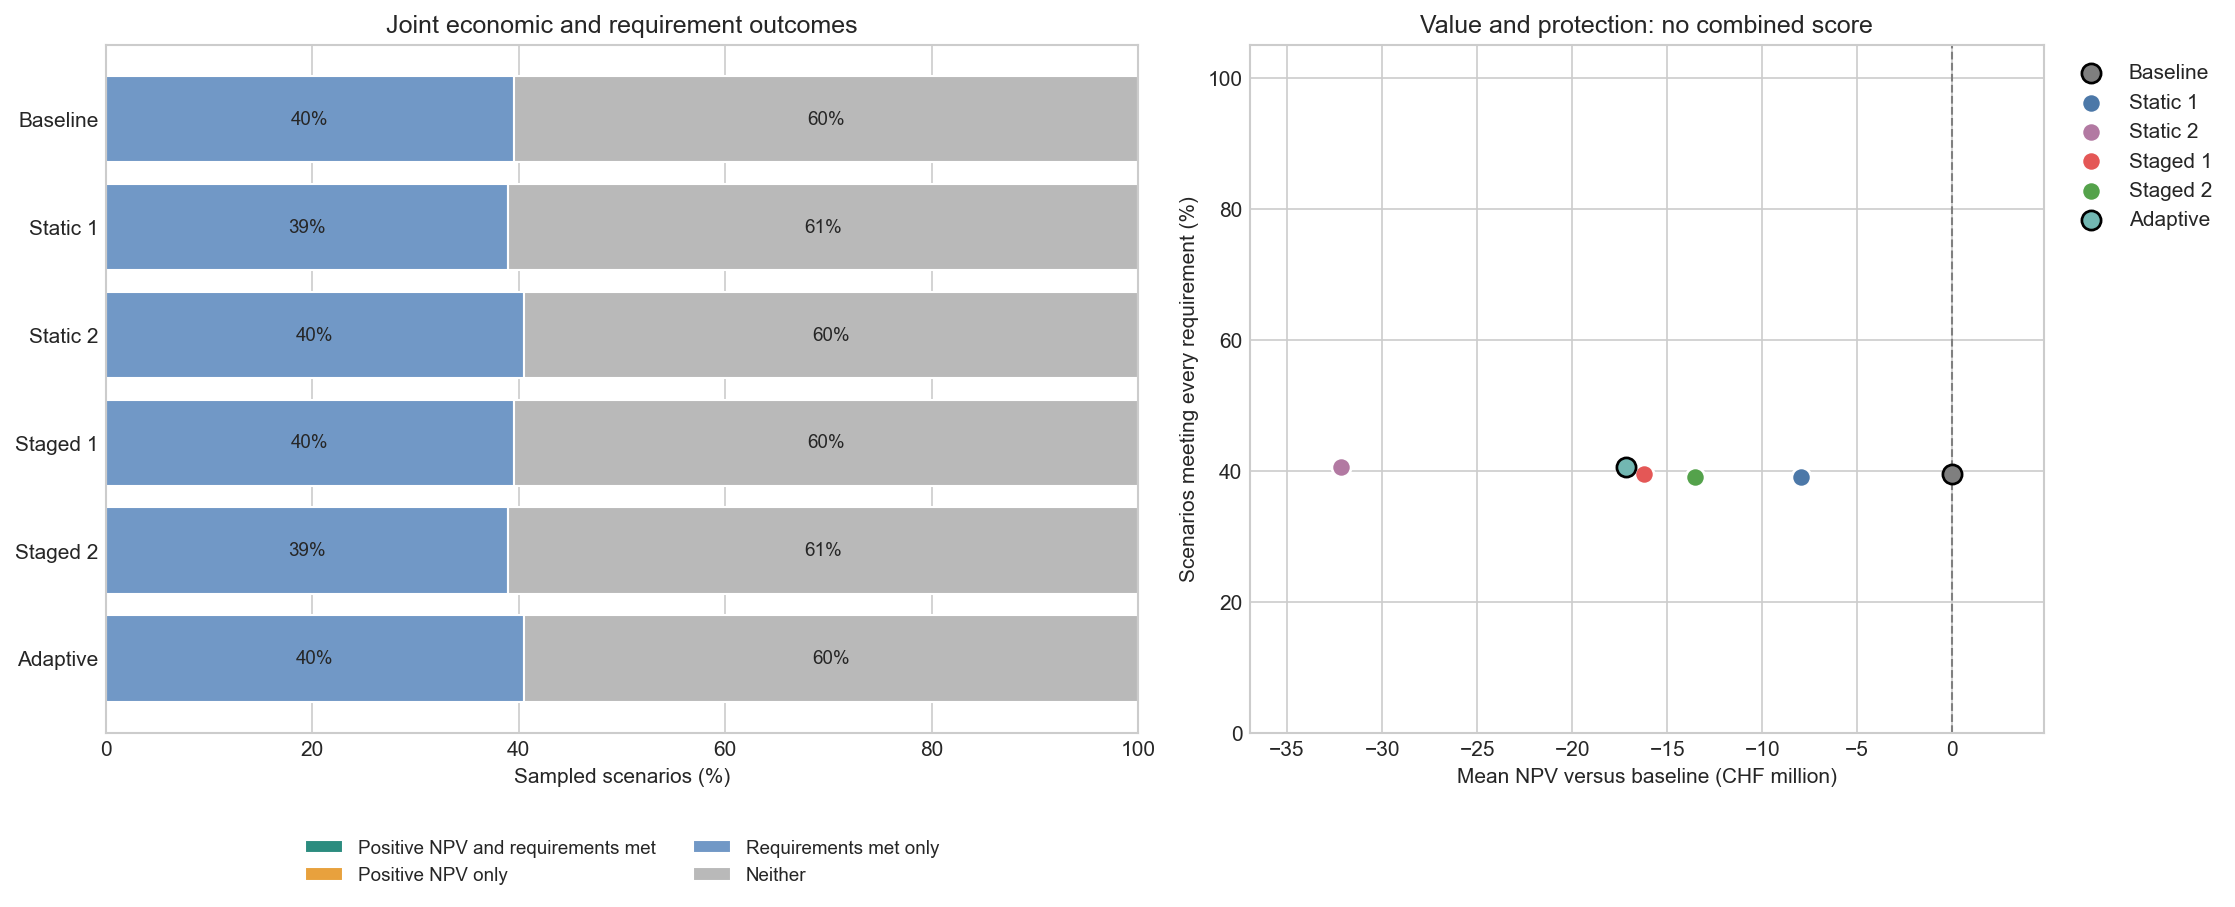 Joint economic and requirement outcomes
Baseline
40%
60%
Static 1
39%
61%
Static 2
40%
60%
Staged 1
40%
60%
Staged 2
39%
61%
Adaptive
40%
60%
0 20 40 60 80 100
Sampled scenarios (%)
Positive NPV and requirements met
Positive NPV only
Requirements met only
Neither
Value and protection: no combined score
Scenarios meeting every requirement (%)
100
80
60
40
20
0
−35 −30 −25 −20 −15 −10 −5 0
Mean NPV versus baseline (CHF million)
Baseline
Static 1
Static 2
Staged 1
Staged 2
Adaptive